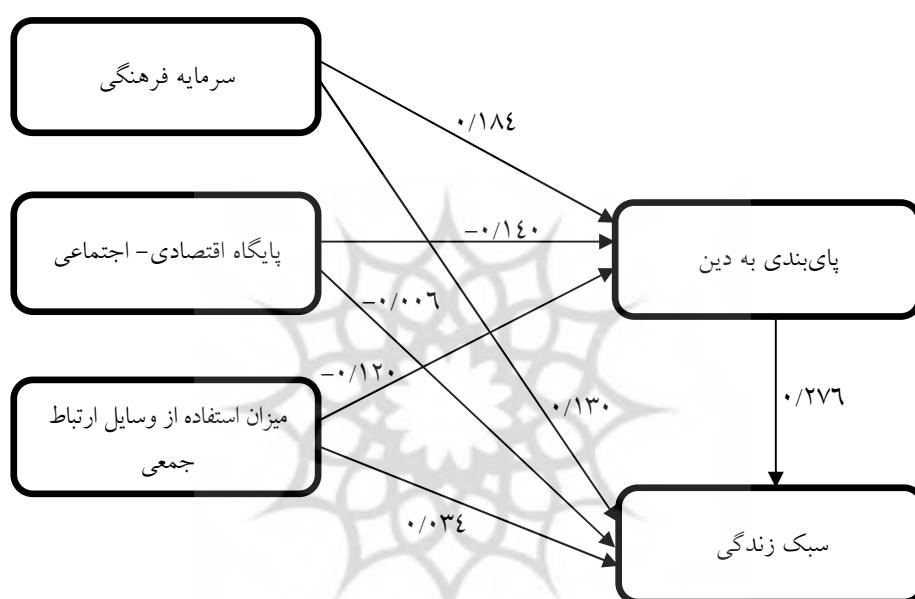 سرمایه فرهنگی
۰/۱۸٤
پایگاه اقتصادی- اجتماعی
-۰/۱٤۰
پای‌بندی به دین
-۰/۰۰٦
-۰/۱۲۰
میزان استفاده از وسایل ارتباط
جمعی
۰/۱۳۰
۰/۲۷٦
۰/۰۳٤
سبک زندگی